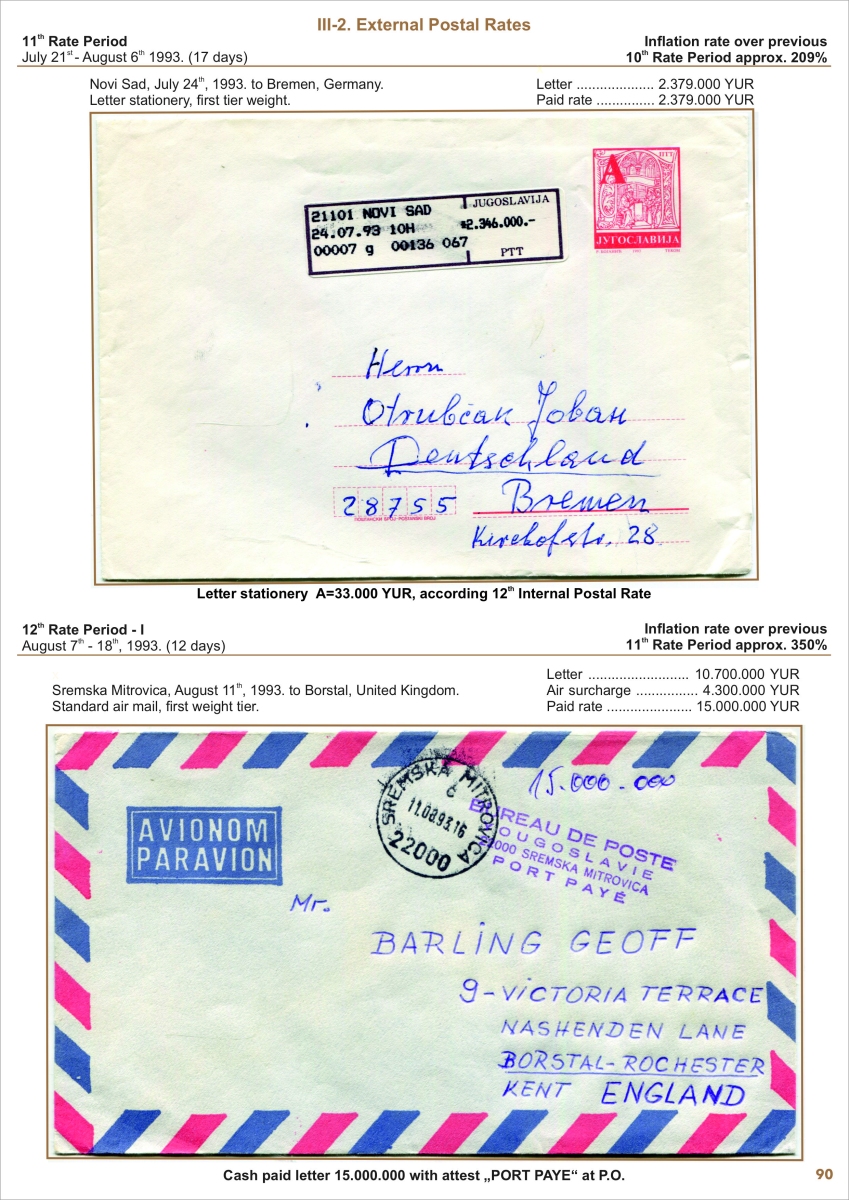 III-2. External Postal Rates
11th Rate Period
July 21st - August 6th 1993. (17 days)
Inflation rate over previous
10th Rate Period approx. 209%
Novi Sad, July 24th, 1993. to Bremen, Germany.
Letter stationery, first tier weight.
Letter .................... 2.379.000 YUR
Paid rate ............... 2.379.000 YUR
A
ПТТ
ЈУГОСЛАВИЈА
21101 NOVI SAD
24.07.93 10H
00007 g 00136 067
JUGOSLAVIJA
*2.346.000.-
PTT
Herrn
Otrubčak Joban
Deutschland
28755 Bremen
ПОШТАНСКИ БРОЈ - POŠTANSKI BROJ
Kirchofstr. 28
Letter stationery A=33.000 YUR, according 12th Internal Postal Rate
12th Rate Period - I
August 7th - 18th, 1993. (12 days)
Inflation rate over previous
11th Rate Period approx. 350%
Sremska Mitrovica, August 11th, 1993. to Borstal, United Kingdom.
Standard air mail, first weight tier.
Letter .......................... 10.700.000 YUR
Air surcharge ................ 4.300.000 YUR
Paid rate ...................... 15.000.000 YUR
15.000.000
SREMSKA MITROVICA
č
11.08.93.16
22000
BUREAU DE POSTE
YOUGOSLAVIE
22000 SREMSKA MITROVICA
PORT PAYÉ
AVIONOM
PARAVION
Mr.
BARLING GEOFF
9-VICTORIA TERRACE
NASHENDEN LANE
BORSTAL-ROCHESTER
KENT ENGLAND
Cash paid letter 15.000.000 with attest „PORT PAYE“ at P.O.
90